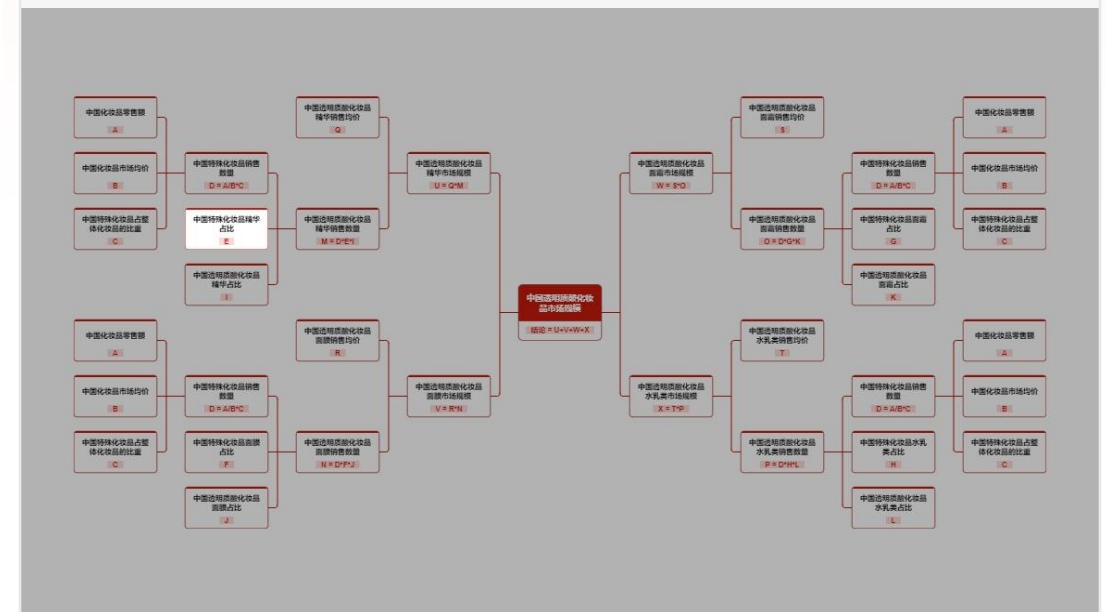 中国化妆品零售额
A
中国化妆品市场均价
B
中国特殊化妆品占整
体化妆品的比重
C
中国特殊化妆品销售
数量
D = A/B*C
中国特殊化妆品精华
占比
E
中国透明质酸化妆品
精华占比
I
中国透明质酸化妆品
精华销售均价
Q
中国透明质酸化妆品
精华销售数量
M = D*E*I
中国透明质酸化妆品
精华市场规模
U = Q*M
中国化妆品零售额
A
中国化妆品市场均价
B
中国特殊化妆品占整
体化妆品的比重
C
中国特殊化妆品销售
数量
D = A/B*C
中国特殊化妆品面膜
占比
F
中国透明质酸化妆品
面膜占比
J
中国透明质酸化妆品
面膜销售均价
R
中国透明质酸化妆品
面膜销售数量
N = D*F*J
中国透明质酸化妆品
面膜市场规模
V = R*N
中国透明质酸化妆
品市场规模
结论 = U+V+W+X
中国透明质酸化妆品
面霜市场规模
W = S*O
中国透明质酸化妆品
面霜销售均价
S
中国透明质酸化妆品
面霜销售数量
O = D*G*K
中国特殊化妆品销售
数量
D = A/B*C
中国特殊化妆品面霜
占比
G
中国透明质酸化妆品
面霜占比
K
中国化妆品零售额
A
中国化妆品市场均价
B
中国特殊化妆品占整
体化妆品的比重
C
中国透明质酸化妆品
水乳类市场规模
X = T*P
中国透明质酸化妆品
水乳类销售均价
T
中国透明质酸化妆品
水乳类销售数量
P = D*H*L
中国特殊化妆品销售
数量
D = A/B*C
中国特殊化妆品水乳
类占比
H
中国透明质酸化妆品
水乳类占比
L
中国化妆品零售额
A
中国化妆品市场均价
B
中国特殊化妆品占整
体化妆品的比重
C